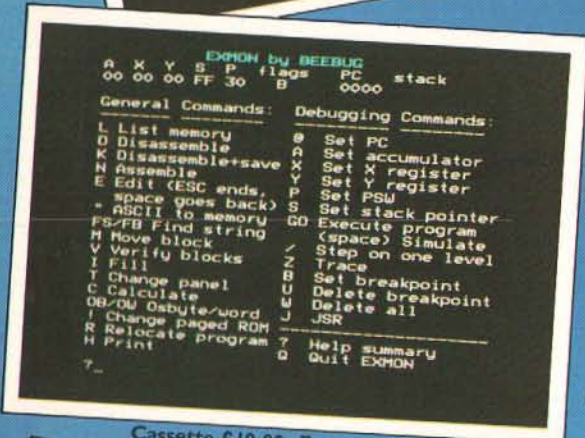 EXMON by BEEBUG
A X Y S P flags PC stack
00 00 00 FF 30 B 0000
General Commands:
L List memory
D Disassemble
K Disassemble+save
N Assemble
E Edit (ESC ends,
space goes back)
" ASCII to memory
FS/FB Find string
M Move block
V Verify blocks
I Fill
T Change panel
C Calculate
OB/OW Osbyte/word
! Change paged ROM
R Relocate program
H Print
?_
Debugging Commands:
@ Set PC
A Set accumulator
X Set X register
Y Set Y register
P Set PSW
S Set stack pointer
GO Execute program
(space) Simulate
/ Step on one level
Z Trace
B Set breakpoint
U Delete breakpoint
W Delete all
J JSR
? Help summary
Q Quit EXMON
Cassette